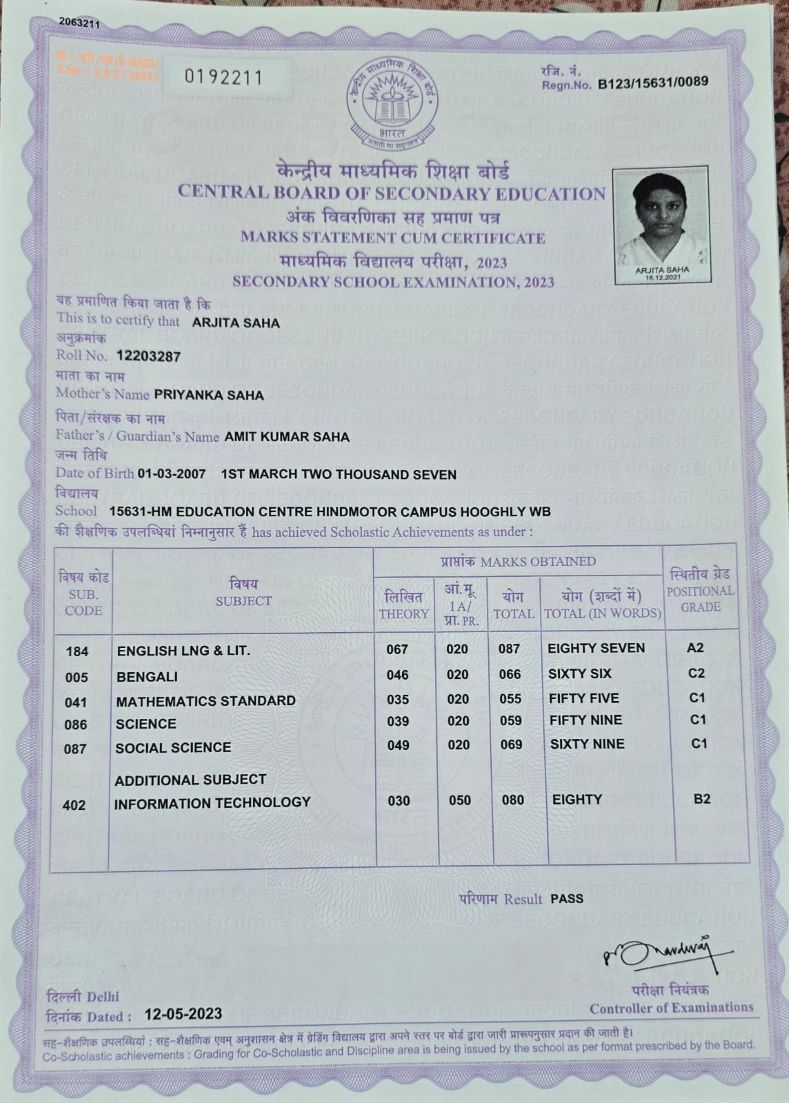 2063211
S.No. SSE/2023/
0192211
रजि. नं.
Regn.No. B123/15631/0089
केन्द्रीय माध्यमिक शिक्षा बोर्ड
भारत
केन्द्रीय माध्यमिक शिक्षा बोर्ड
CENTRAL BOARD OF SECONDARY EDUCATION
अंक विवरणिका सह प्रमाण पत्र
MARKS STATEMENT CUM CERTIFICATE
माध्यमिक विद्यालय परीक्षा, 2023
SECONDARY SCHOOL EXAMINATION, 2023
ARJITA SAHA
16.12.2021
यह प्रमाणित किया जाता है कि
This is to certify that ARJITA SAHA
अनुक्रमांक
Roll No. 12203287
माता का नाम
Mother's Name PRIYANKA SAHA
पिता/संरक्षक का नाम
Father's / Guardian's Name AMIT KUMAR SAHA
जन्म तिथि
Date of Birth 01-03-2007 1ST MARCH TWO THOUSAND SEVEN
विद्यालय
School 15631-HM EDUCATION CENTRE HINDMOTOR CAMPUS HOOGHLY WB
की शैक्षणिक उपलब्धियां निम्नानुसार हैं has achieved Scholastic Achievements as under :
विषय कोड
SUB. CODE
विषय
SUBJECT
प्राप्तांक MARKS OBTAINED
लिखित
THEORY
आं.मू.
I A/
प्रा. PR.
योग
TOTAL
योग (शब्दों में)
TOTAL (IN WORDS)
स्थितीय ग्रेड
POSITIONAL GRADE
184 ENGLISH LNG & LIT. 067 020 087 EIGHTY SEVEN A2
005 BENGALI 046 020 066 SIXTY SIX C2
041 MATHEMATICS STANDARD 035 020 055 FIFTY FIVE C1
086 SCIENCE 039 020 059 FIFTY NINE C1
087 SOCIAL SCIENCE 049 020 069 SIXTY NINE C1
ADDITIONAL SUBJECT
402 INFORMATION TECHNOLOGY 030 050 080 EIGHTY B2
परिणाम Result PASS
दिल्ली Delhi
दिनांक Dated : 12-05-2023
परीक्षा नियंत्रक
Controller of Examinations
सह-शैक्षणिक उपलब्धियां : सह-शैक्षणिक एवम् अनुशासन क्षेत्र में ग्रेडिंग विद्यालय द्वारा अपने स्तर पर बोर्ड द्वारा जारी प्रारूपनुसार प्रदान की जाती है।
Co-Scholastic achievements : Grading for Co-Scholastic and Discipline area is being issued by the school as per format prescribed by the Board.